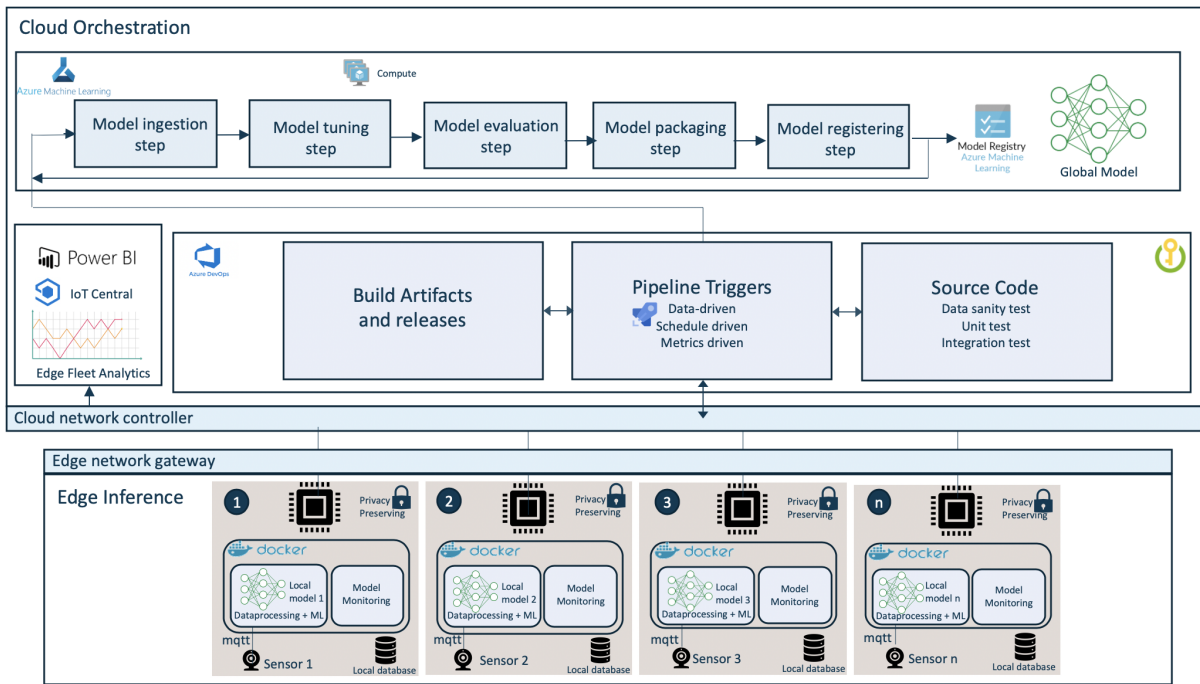 Cloud Orchestration
Azure Machine Learning
Compute
Model ingestion
step
Model tuning
step
Model evaluation
step
Model packaging
step
Model registering
step
Model Registry
Azure Machine
Learning
Global Model
Power BI
IoT Central
Edge Fleet Analytics
Azure DevOps
Build Artifacts
and releases
Pipeline Triggers
Data-driven
Schedule driven
Metrics driven
Source Code
Data sanity test
Unit test
Integration test
Cloud network controller
Edge network gateway
Edge Inference
1
Privacy
Preserving
docker
Local
model 1
Dataprocessing + ML
Model
Monitoring
mqtt
Sensor 1
Local database
2
Privacy
Preserving
docker
Local
model 2
Dataprocessing + ML
Model
Monitoring
mqtt
Sensor 2
Local database
3
Privacy
Preserving
docker
Local
model 3
Dataprocessing + ML
Model
Monitoring
mqtt
Sensor 3
Local database
n
Privacy
Preserving
docker
Local
model n
Dataprocessing + ML
Model
Monitoring
mqtt
Sensor n
Local database